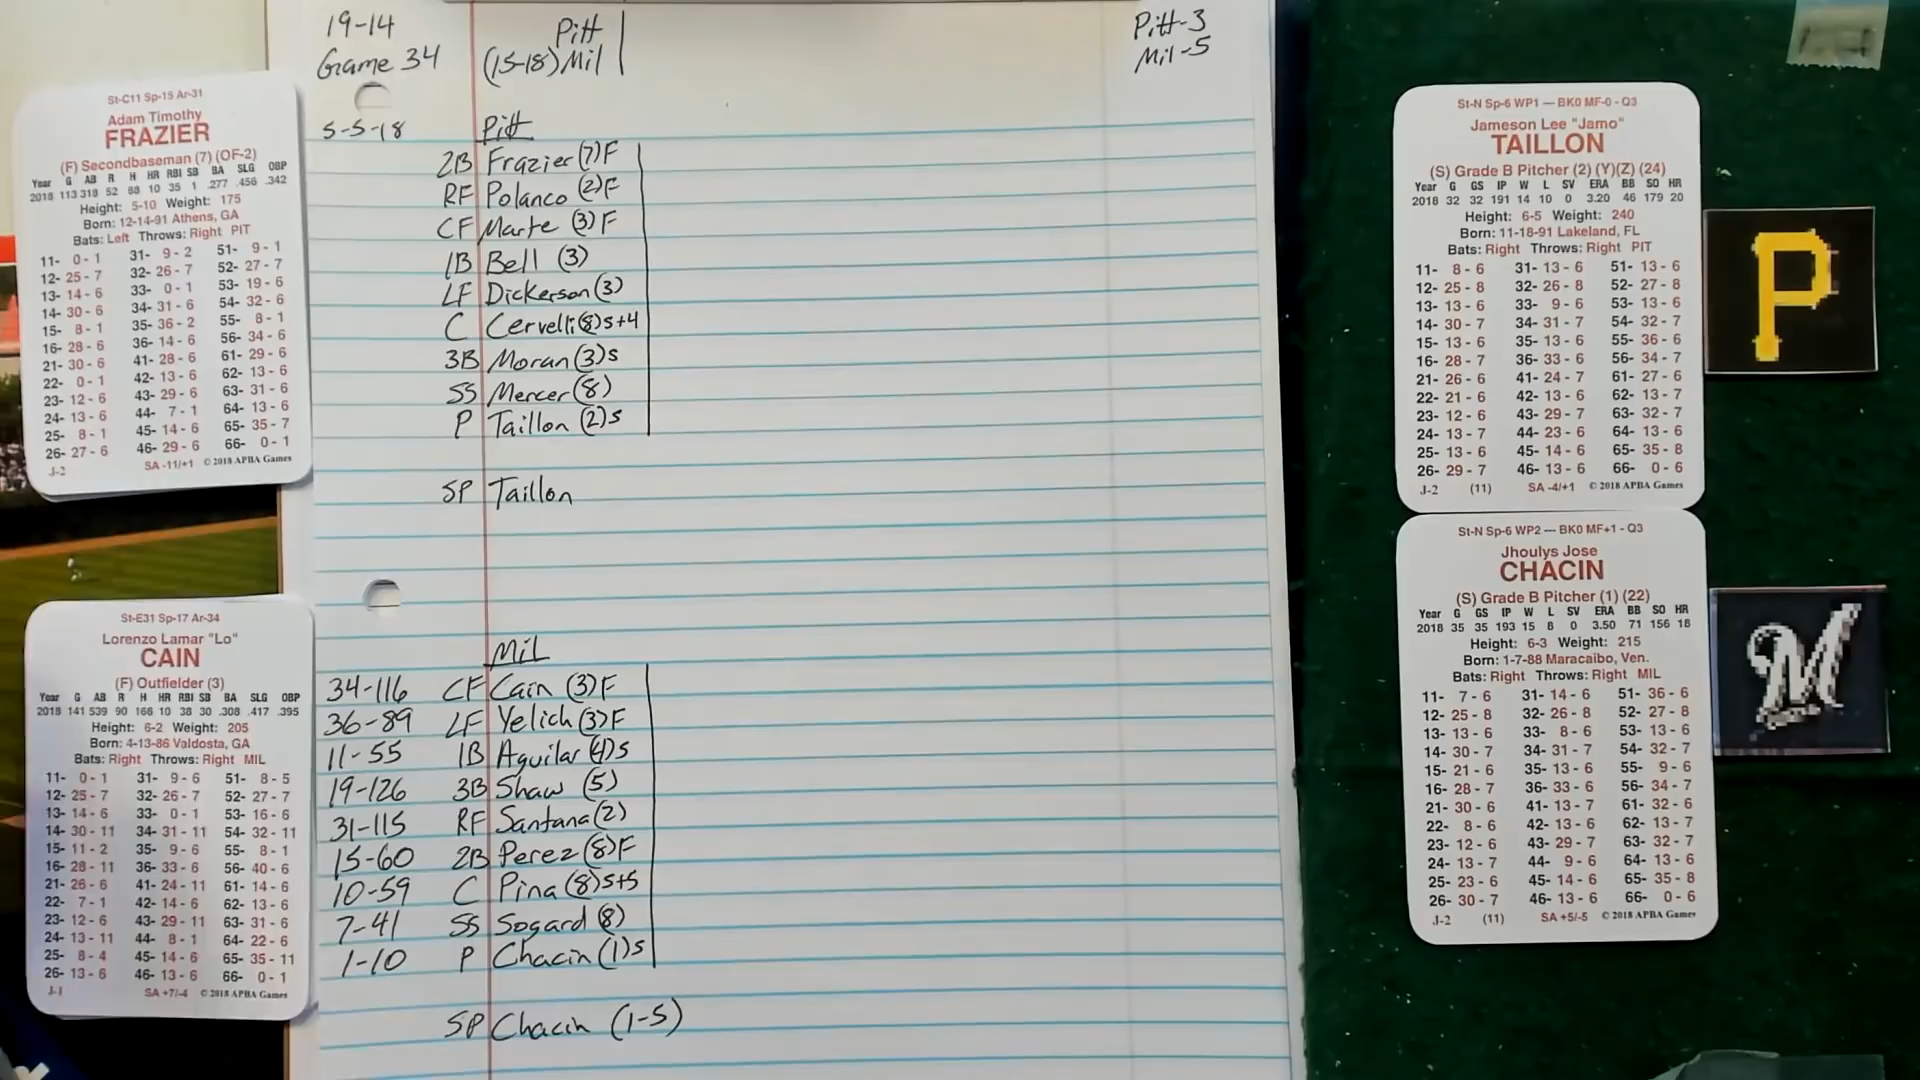 19-14
Game 34
Pitt
(15-18) Mil
Pitt-3
Mil-5
5-5-18
Pitt
2B Frazier (7) F
RF Polanco (2) F
CF Marte (3) F
1B Bell (3)
LF Dickerson (3)
C Cervelli (8) s+4
3B Moran (3) s
SS Mercer (8)
P Taillon (2) s
SP Taillon
Mil
34-116 CF Cain (3) F
36-89 LF Yelich (3) F
11-55 1B Aguilar (4) s
19-126 3B Shaw (5)
31-115 RF Santana (2)
15-60 2B Perez (8) F
10-59 C Pina (8) s+5
7-41 SS Sogard (8)
1-10 P Chacin (1) s
SP Chacin (1-5)
St-C11 Sp-15 Ar-31
Adam Timothy
FRAZIER
(F) Secondbaseman (7) (OF-2)
Year G AB R H HR RBI SB BA SLG OBP
2018 113 318 52 88 10 35 1 .277 .456 .342
Height: 5-10 Weight: 175
Born: 12-14-91 Athens, GA
Bats: Left Throws: Right PIT
11- 0 - 1 31- 9 - 2 51- 9 - 1
12- 25 - 7 32- 26 - 7 52- 27 - 7
13- 14 - 6 33- 0 - 1 53- 19 - 6
14- 30 - 6 34- 31 - 6 54- 32 - 6
15- 8 - 1 35- 36 - 2 55- 8 - 1
16- 28 - 6 36- 14 - 6 56- 34 - 6
21- 30 - 6 41- 28 - 6 61- 29 - 6
22- 0 - 1 42- 13 - 6 62- 13 - 6
23- 12 - 6 43- 29 - 6 63- 31 - 6
24- 13 - 6 44- 7 - 1 64- 13 - 6
25- 8 - 1 45- 14 - 6 65- 35 - 7
26- 27 - 6 46- 29 - 6 66- 0 - 1
J-2 SA -11/+1 © 2018 APBA Games
St-E31 Sp-17 Ar-34
Lorenzo Lamar "Lo"
CAIN
(F) Outfielder (3)
Year G AB R H HR RBI SB BA SLG OBP
2018 141 539 90 166 10 38 30 .308 .417 .395
Height: 6-2 Weight: 205
Born: 4-13-86 Valdosta, GA
Bats: Right Throws: Right MIL
11- 0 - 1 31- 9 - 6 51- 8 - 5
12- 25 - 7 32- 26 - 7 52- 27 - 7
13- 14 - 6 33- 0 - 1 53- 16 - 6
14- 30 - 11 34- 31 - 11 54- 32 - 11
15- 11 - 2 35- 9 - 6 55- 8 - 1
16- 28 - 11 36- 33 - 6 56- 40 - 6
21- 26 - 6 41- 24 - 11 61- 14 - 6
22- 7 - 1 42- 14 - 6 62- 13 - 6
23- 12 - 6 43- 29 - 11 63- 31 - 6
24- 13 - 11 44- 8 - 1 64- 22 - 6
25- 8 - 4 45- 14 - 6 65- 35 - 11
26- 13 - 6 46- 13 - 6 66- 0 - 1
J-1 SA +7/-4 © 2018 APBA Games
St-N Sp-6 WP1 — BK0 MF-0 - Q3
Jameson Lee "Jamo"
TAILLON
(S) Grade B Pitcher (2) (Y)(Z) (24)
Year G GS IP W L SV ERA BB SO HR
2018 32 32 191 14 10 0 3.20 46 179 20
Height: 6-5 Weight: 240
Born: 11-18-91 Lakeland, FL
Bats: Right Throws: Right PIT
11- 8 - 6 31- 13 - 6 51- 13 - 6
12- 25 - 8 32- 26 - 8 52- 27 - 8
13- 13 - 6 33- 9 - 6 53- 13 - 6
14- 30 - 7 34- 31 - 7 54- 32 - 7
15- 13 - 6 35- 13 - 6 55- 36 - 6
16- 28 - 7 36- 33 - 6 56- 34 - 7
21- 26 - 6 41- 24 - 7 61- 27 - 6
22- 21 - 6 42- 13 - 6 62- 13 - 7
23- 12 - 6 43- 29 - 7 63- 32 - 7
24- 13 - 7 44- 23 - 6 64- 13 - 6
25- 13 - 6 45- 14 - 6 65- 35 - 8
26- 29 - 7 46- 13 - 6 66- 0 - 6
J-2 (11) SA -4/+1 © 2018 APBA Games
P
St-N Sp-6 WP2 — BK0 MF+1 - Q3
Jhoulys Jose
CHACIN
(S) Grade B Pitcher (1) (22)
Year G GS IP W L SV ERA BB SO HR
2018 35 35 193 15 8 0 3.50 71 156 18
Height: 6-3 Weight: 215
Born: 1-7-88 Maracaibo, Ven.
Bats: Right Throws: Right MIL
11- 7 - 6 31- 14 - 6 51- 36 - 6
12- 25 - 8 32- 26 - 8 52- 27 - 8
13- 13 - 6 33- 8 - 6 53- 13 - 6
14- 30 - 7 34- 31 - 7 54- 32 - 7
15- 21 - 6 35- 13 - 6 55- 9 - 6
16- 28 - 7 36- 33 - 6 56- 34 - 7
21- 30 - 6 41- 13 - 7 61- 32 - 6
22- 8 - 6 42- 13 - 6 62- 13 - 7
23- 12 - 6 43- 29 - 7 63- 32 - 7
24- 13 - 7 44- 9 - 6 64- 13 - 6
25- 23 - 6 45- 14 - 6 65- 35 - 8
26- 30 - 7 46- 13 - 6 66- 0 - 6
J-2 (11) SA +5/-5 © 2018 APBA Games
M